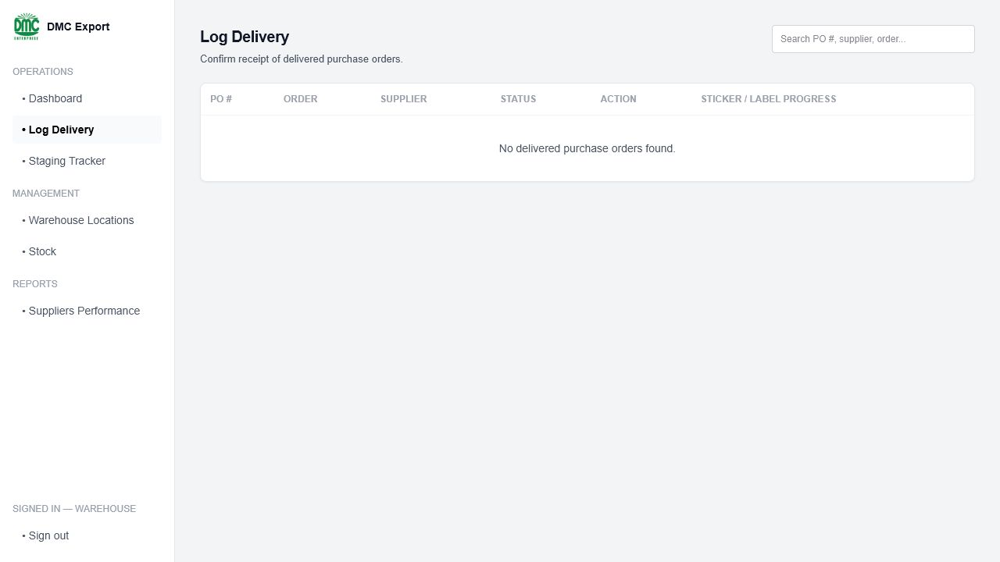 DMC
ENTERPRISE
DMC Export
OPERATIONS
• Dashboard
• Log Delivery
• Staging Tracker
MANAGEMENT
• Warehouse Locations
• Stock
REPORTS
• Suppliers Performance
SIGNED IN — WAREHOUSE
• Sign out
Log Delivery
Confirm receipt of delivered purchase orders.
Search PO #, supplier, order...
PO # ORDER SUPPLIER STATUS ACTION STICKER / LABEL PROGRESS
No delivered purchase orders found.